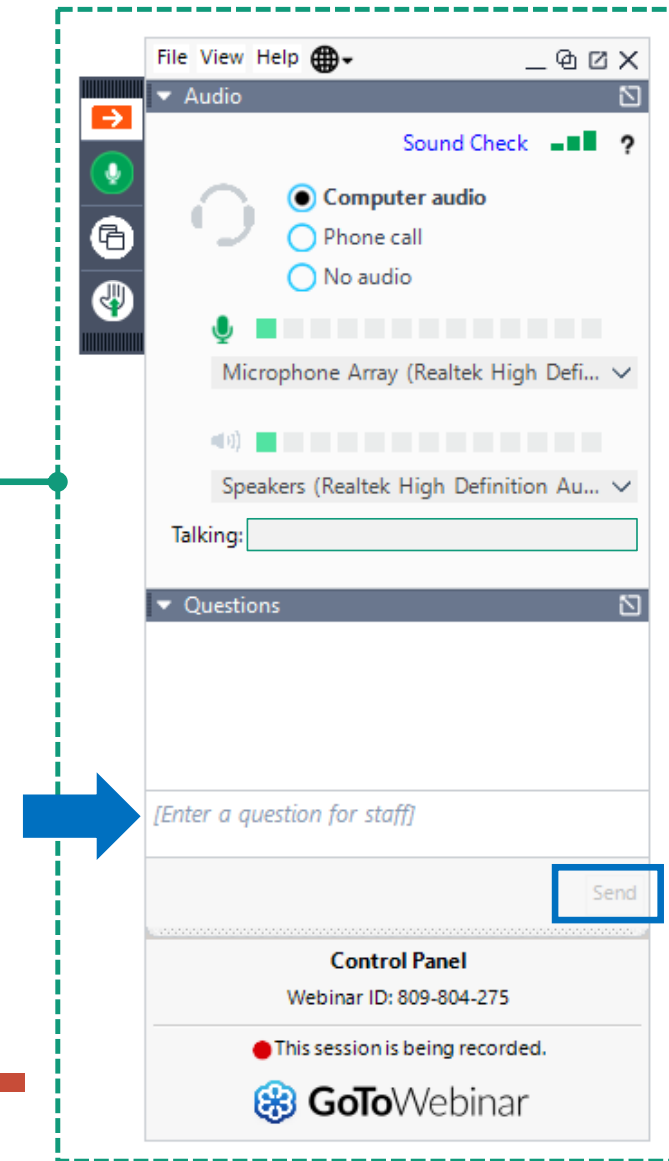 File View Help
Audio
Sound Check ?
Computer audio
Phone call
No audio
Microphone Array (Realtek High Defi...
Speakers (Realtek High Definition Au...
Talking:
Questions
[Enter a question for staff]
Send
Control Panel
Webinar ID: 809-804-275
This session is being recorded.
GoToWebinar